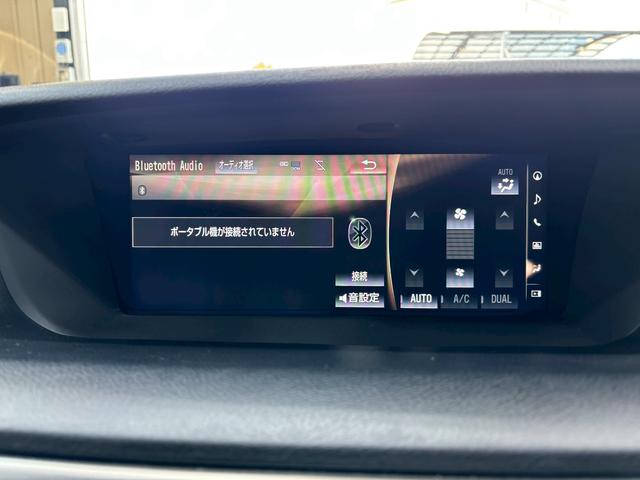 Bluetooth Audio オーディオ選択
AUTO
ポータブル機が接続されていません
接続
音設定
AUTO A/C DUAL